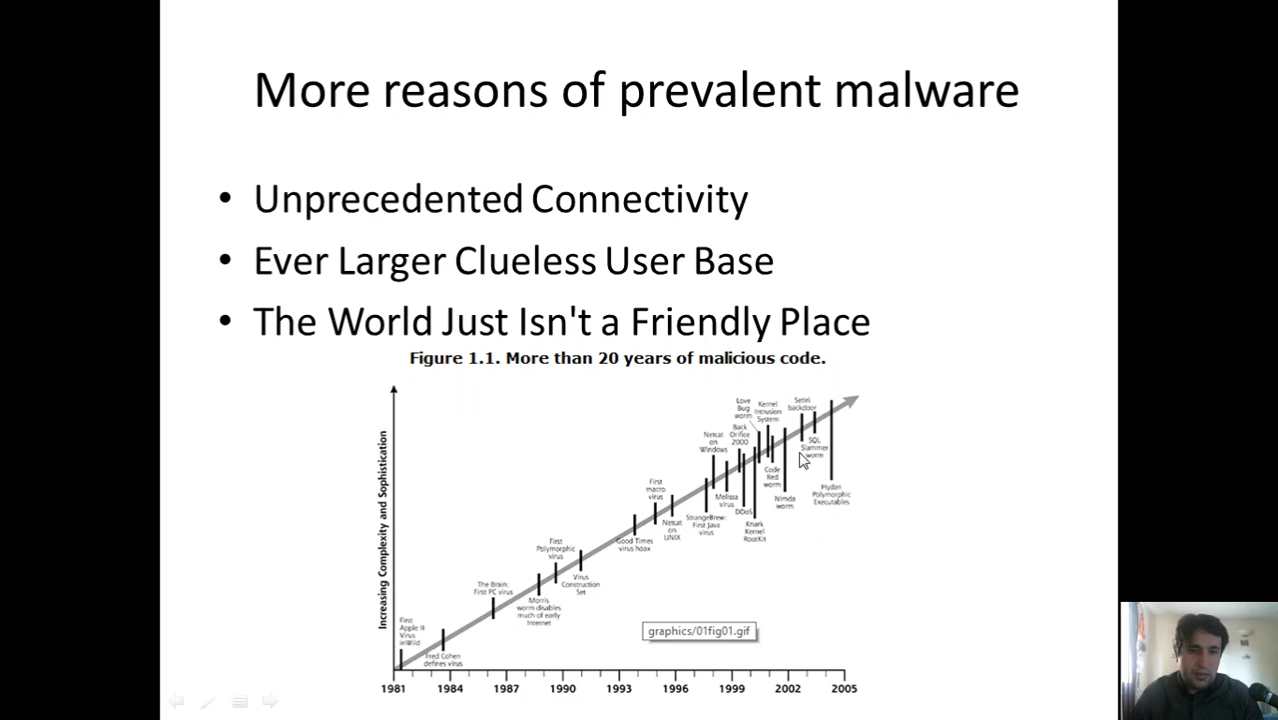 More reasons of prevalent malware
• Unprecedented Connectivity
• Ever Larger Clueless User Base
• The World Just Isn't a Friendly Place
Figure 1.1. More than 20 years of malicious code.
Increasing Complexity and Sophistication
First
Apple II
Virus
inWild
Fred Cohen
defines virus
The Brain:
First PC virus
Morris
worm disables
much of early
Internet
First
Polymorphic
virus
Virus
Construction
Set
Good Times
virus hoax
First
macro
virus
Netcat
on
UNIX
StrangeBrew:
First Java
virus
Netcat
on
Windows
Melissa
virus
Back
Orifice
2000
DDoS
Knark
Kernel
RootKit
Love
Bug
worm
Kernel
Intrusion
System
Code
Red
worm
Nimda
worm
Setiri
backdoor
SQL
Slammer
worm
Hydan
Polymorphic
Executables
graphics/01fig01.gif
1981 1984 1987 1990 1993 1996 1999 2002 2005